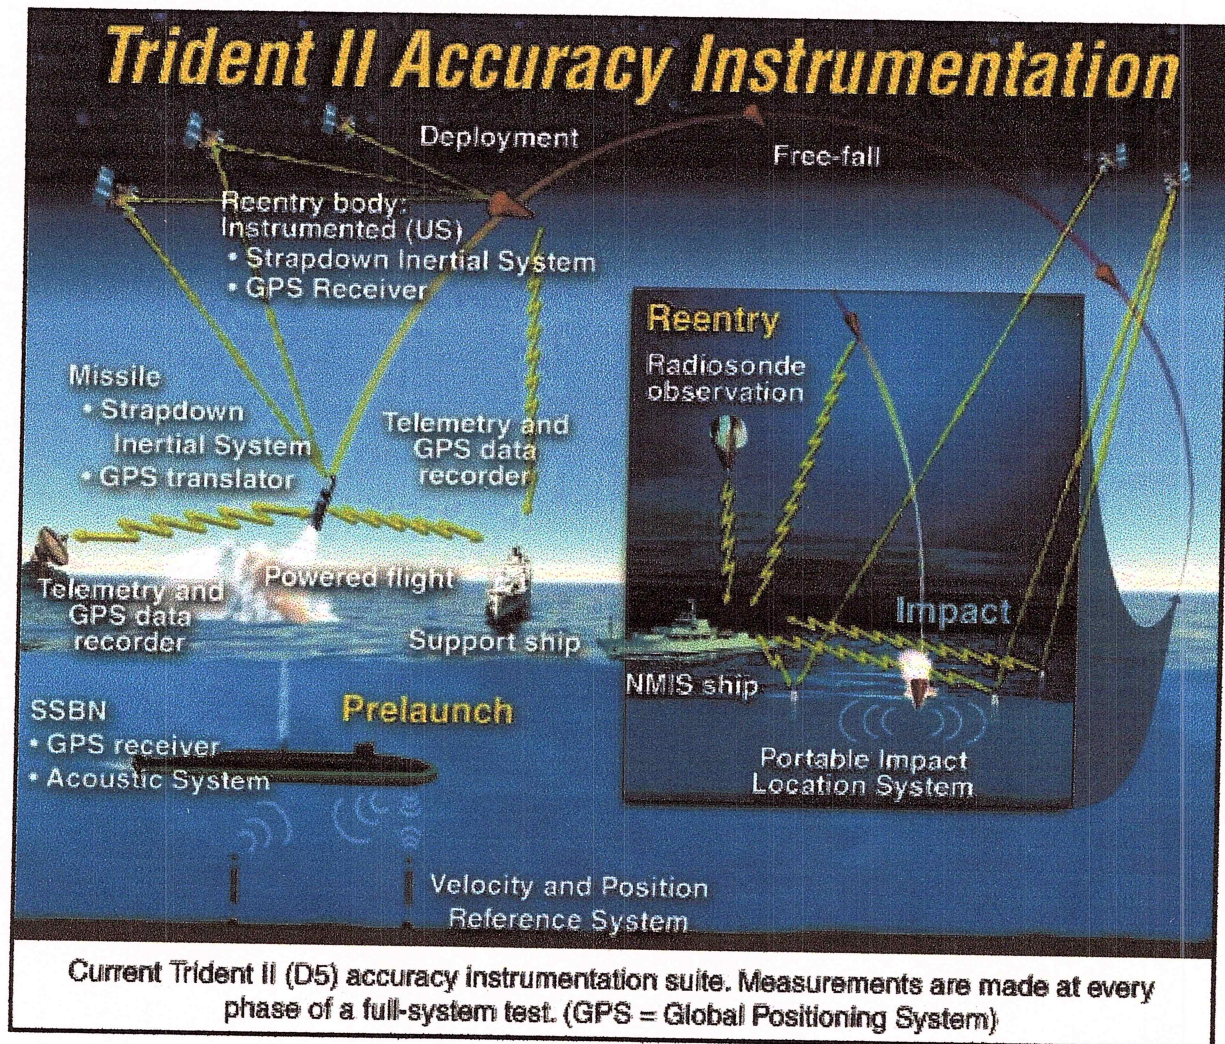 Trident II Accuracy Instrumentation
Deployment
Free-fall
Reentry body:
Instrumented (US)
• Strapdown Inertial System
• GPS Receiver
Reentry
Radiosonde
observation
Missile
• Strapdown
Inertial System
• GPS translator
Telemetry and
GPS data
recorder
Powered flight
Telemetry and
GPS data
recorder
Support ship
Impact
NMIS ship
Portable Impact
Location System
Prelaunch
SSBN
• GPS receiver
• Acoustic System
Velocity and Position
Reference System
Current Trident II (D5) accuracy instrumentation suite. Measurements are made at every
phase of a full-system test. (GPS = Global Positioning System)